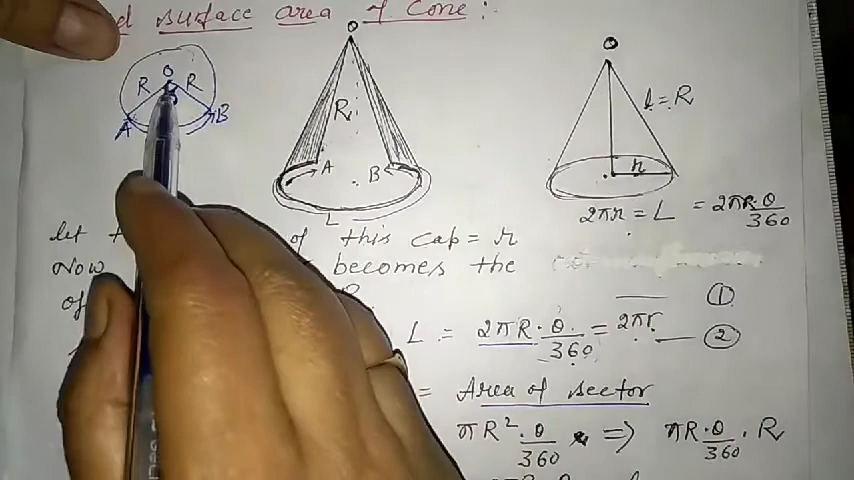 surface area of Cone :-
O
R R
A B
O
R
A B
L
O
l = R
r
2πr = L = 2πR·θ/360
let of this cap = r
Now becomes the
of
①
L = 2πR·θ/360 = 2πr — ②
= Area of sector
πR²·θ/360 => πR·θ/360·R